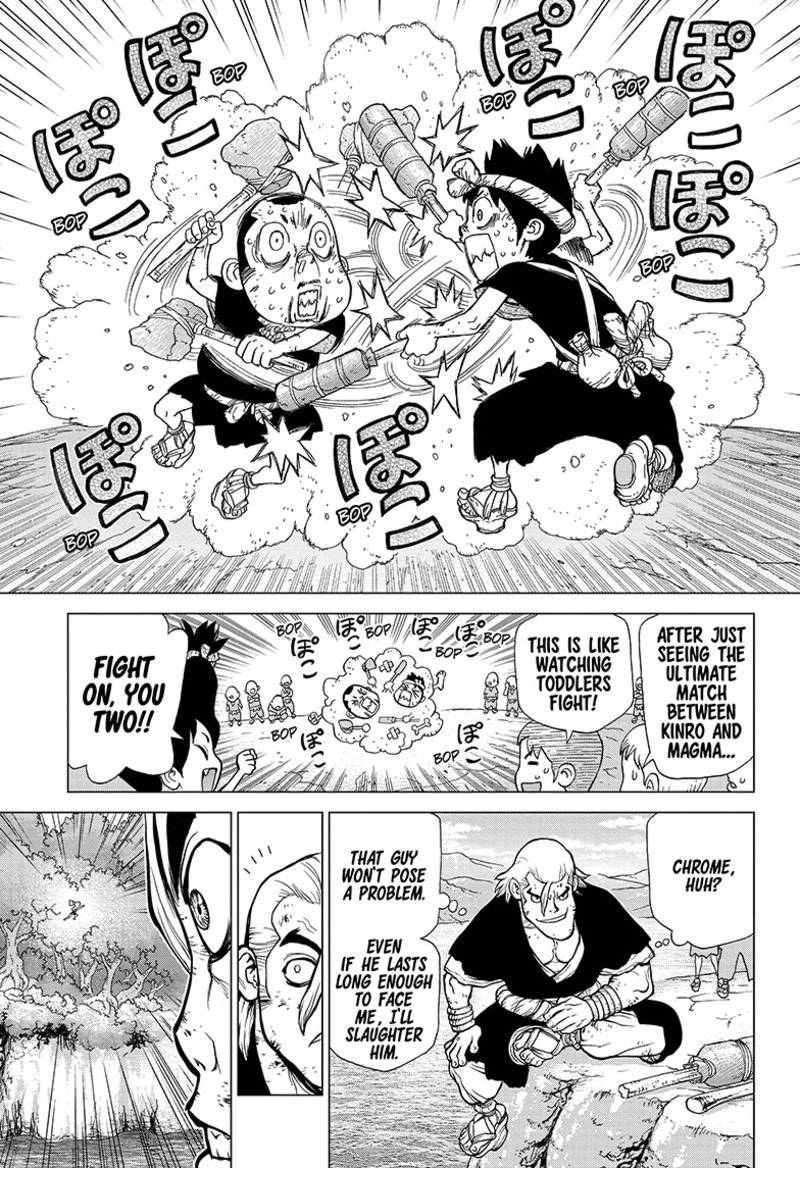 ぽこ
BOP
ぽこ
BOP
ぽこ
BOP
ぽこ
BOP
ぽこ
BOP
ぽこ
BOP
ぽこ
BOP
ぽこ
BOP
AFTER JUST
SEEING THE
ULTIMATE
MATCH
BETWEEN
KINRO AND
MAGMA...
THIS IS LIKE
WATCHING
TODDLERS
FIGHT!
ぽこ
BOP
ぽこ
BOP
ぽこ
BOP
ぽこ
BOP
ぽこ
BOP
FIGHT
ON, YOU
TWO!!
CHROME,
HUH?
THAT GUY
WON'T POSE
A PROBLEM.
EVEN
IF HE LASTS
LONG ENOUGH
TO FACE
ME, I'LL
SLAUGHTER
HIM.